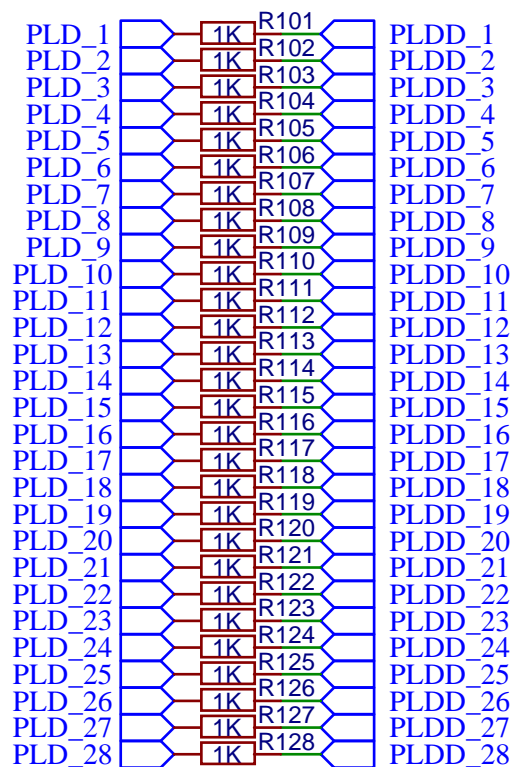 PLD_1 1K R101 PLDD_1
PLD_2 1K R102 PLDD_2
PLD_3 1K R103 PLDD_3
PLD_4 1K R104 PLDD_4
PLD_5 1K R105 PLDD_5
PLD_6 1K R106 PLDD_6
PLD_7 1K R107 PLDD_7
PLD_8 1K R108 PLDD_8
PLD_9 1K R109 PLDD_9
PLD_10 1K R110 PLDD_10
PLD_11 1K R111 PLDD_11
PLD_12 1K R112 PLDD_12
PLD_13 1K R113 PLDD_13
PLD_14 1K R114 PLDD_14
PLD_15 1K R115 PLDD_15
PLD_16 1K R116 PLDD_16
PLD_17 1K R117 PLDD_17
PLD_18 1K R118 PLDD_18
PLD_19 1K R119 PLDD_19
PLD_20 1K R120 PLDD_20
PLD_21 1K R121 PLDD_21
PLD_22 1K R122 PLDD_22
PLD_23 1K R123 PLDD_23
PLD_24 1K R124 PLDD_24
PLD_25 1K R125 PLDD_25
PLD_26 1K R126 PLDD_26
PLD_27 1K R127 PLDD_27
PLD_28 1K R128 PLDD_28